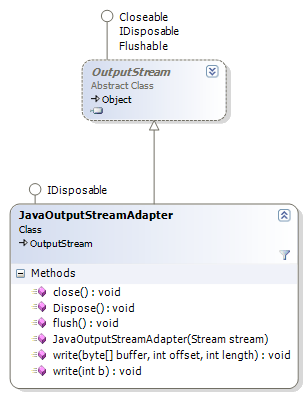 Closeable
IDisposable
Flushable
OutputStream
Abstract Class
Object
IDisposable
JavaOutputStreamAdapter
Class
OutputStream
Methods
close() : void
Dispose() : void
flush() : void
JavaOutputStreamAdapter(Stream stream)
write(byte[] buffer, int offset, int length) : void
write(int b) : void